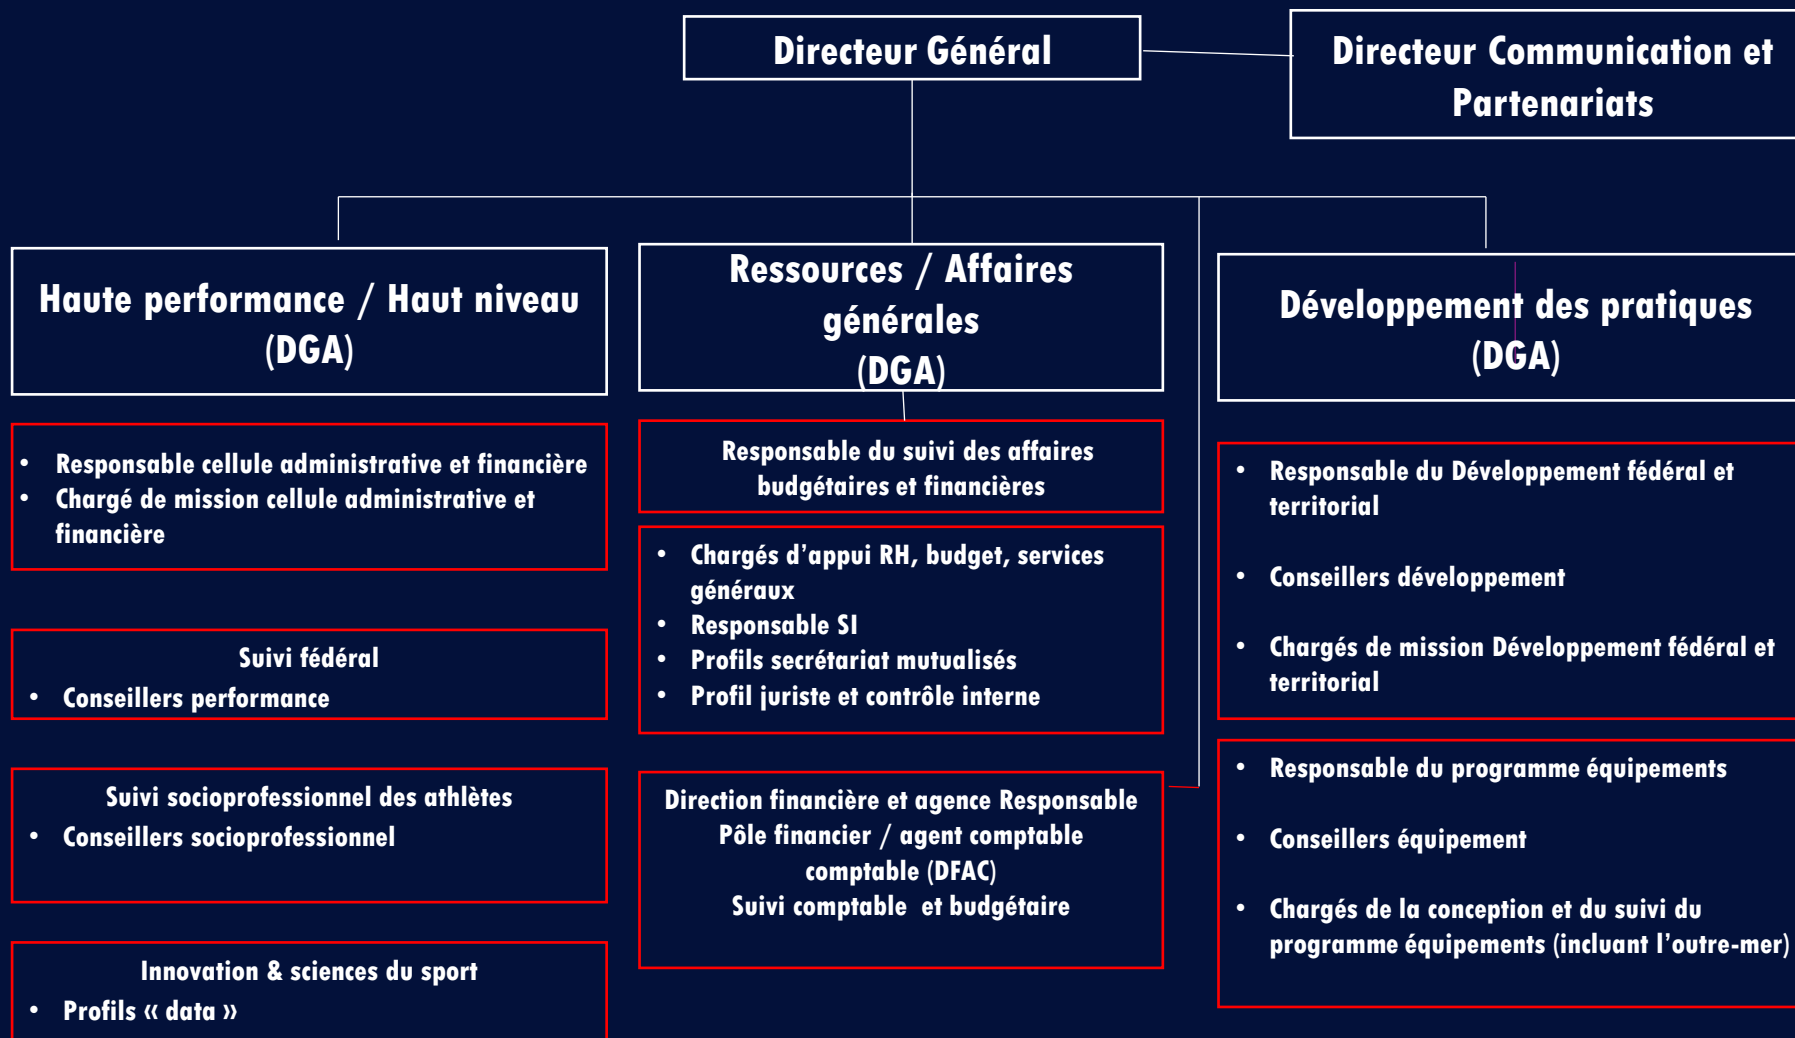 Directeur Général
Directeur Communication et
Partenariats
Haute performance / Haut niveau
(DGA)
• Responsable cellule administrative et financière
• Chargé de mission cellule administrative et
financière
Suivi fédéral
• Conseillers performance
Suivi socioprofessionnel des athlètes
• Conseillers socioprofessionnel
Innovation & sciences du sport
• Profils « data »
Ressources / Affaires
générales
(DGA)
Responsable du suivi des affaires
budgétaires et financières
• Chargés d’appui RH, budget, services
généraux
• Responsable SI
• Profils secrétariat mutualisés
• Profil juriste et contrôle interne
Direction financière et agence Responsable
Pôle financier / agent comptable
comptable (DFAC)
Suivi comptable et budgétaire
Développement des pratiques
(DGA)
• Responsable du Développement fédéral et
territorial
• Conseillers développement
• Chargés de mission Développement fédéral et
territorial
• Responsable du programme équipements
• Conseillers équipement
• Chargés de la conception et du suivi du
programme équipements (incluant l’outre-mer)